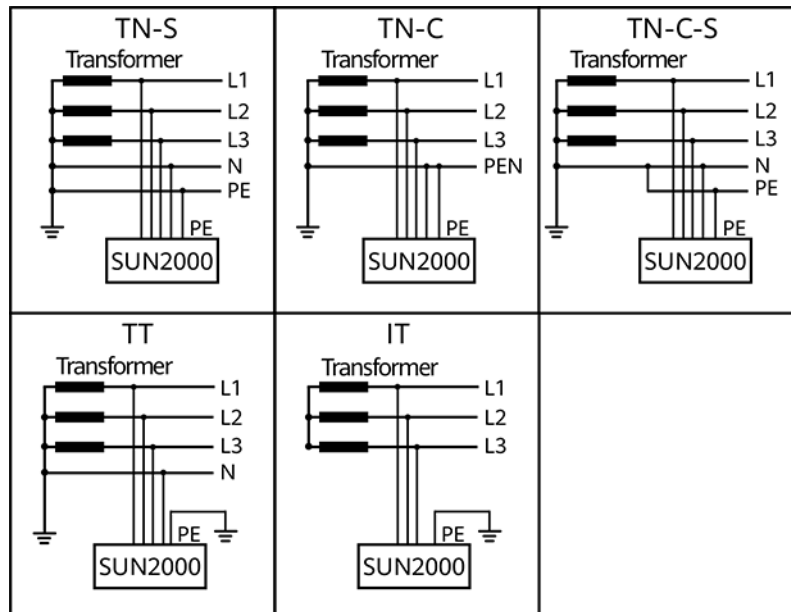 TN-S
Transformer
L1
L2
L3
N
PE
PE
SUN2000
TN-C
Transformer
L1
L2
L3
PEN
PE
SUN2000
TN-C-S
Transformer
L1
L2
L3
N
PE
PE
SUN2000
TT
Transformer
L1
L2
L3
N
PE
SUN2000
IT
Transformer
L1
L2
L3
PE
SUN2000